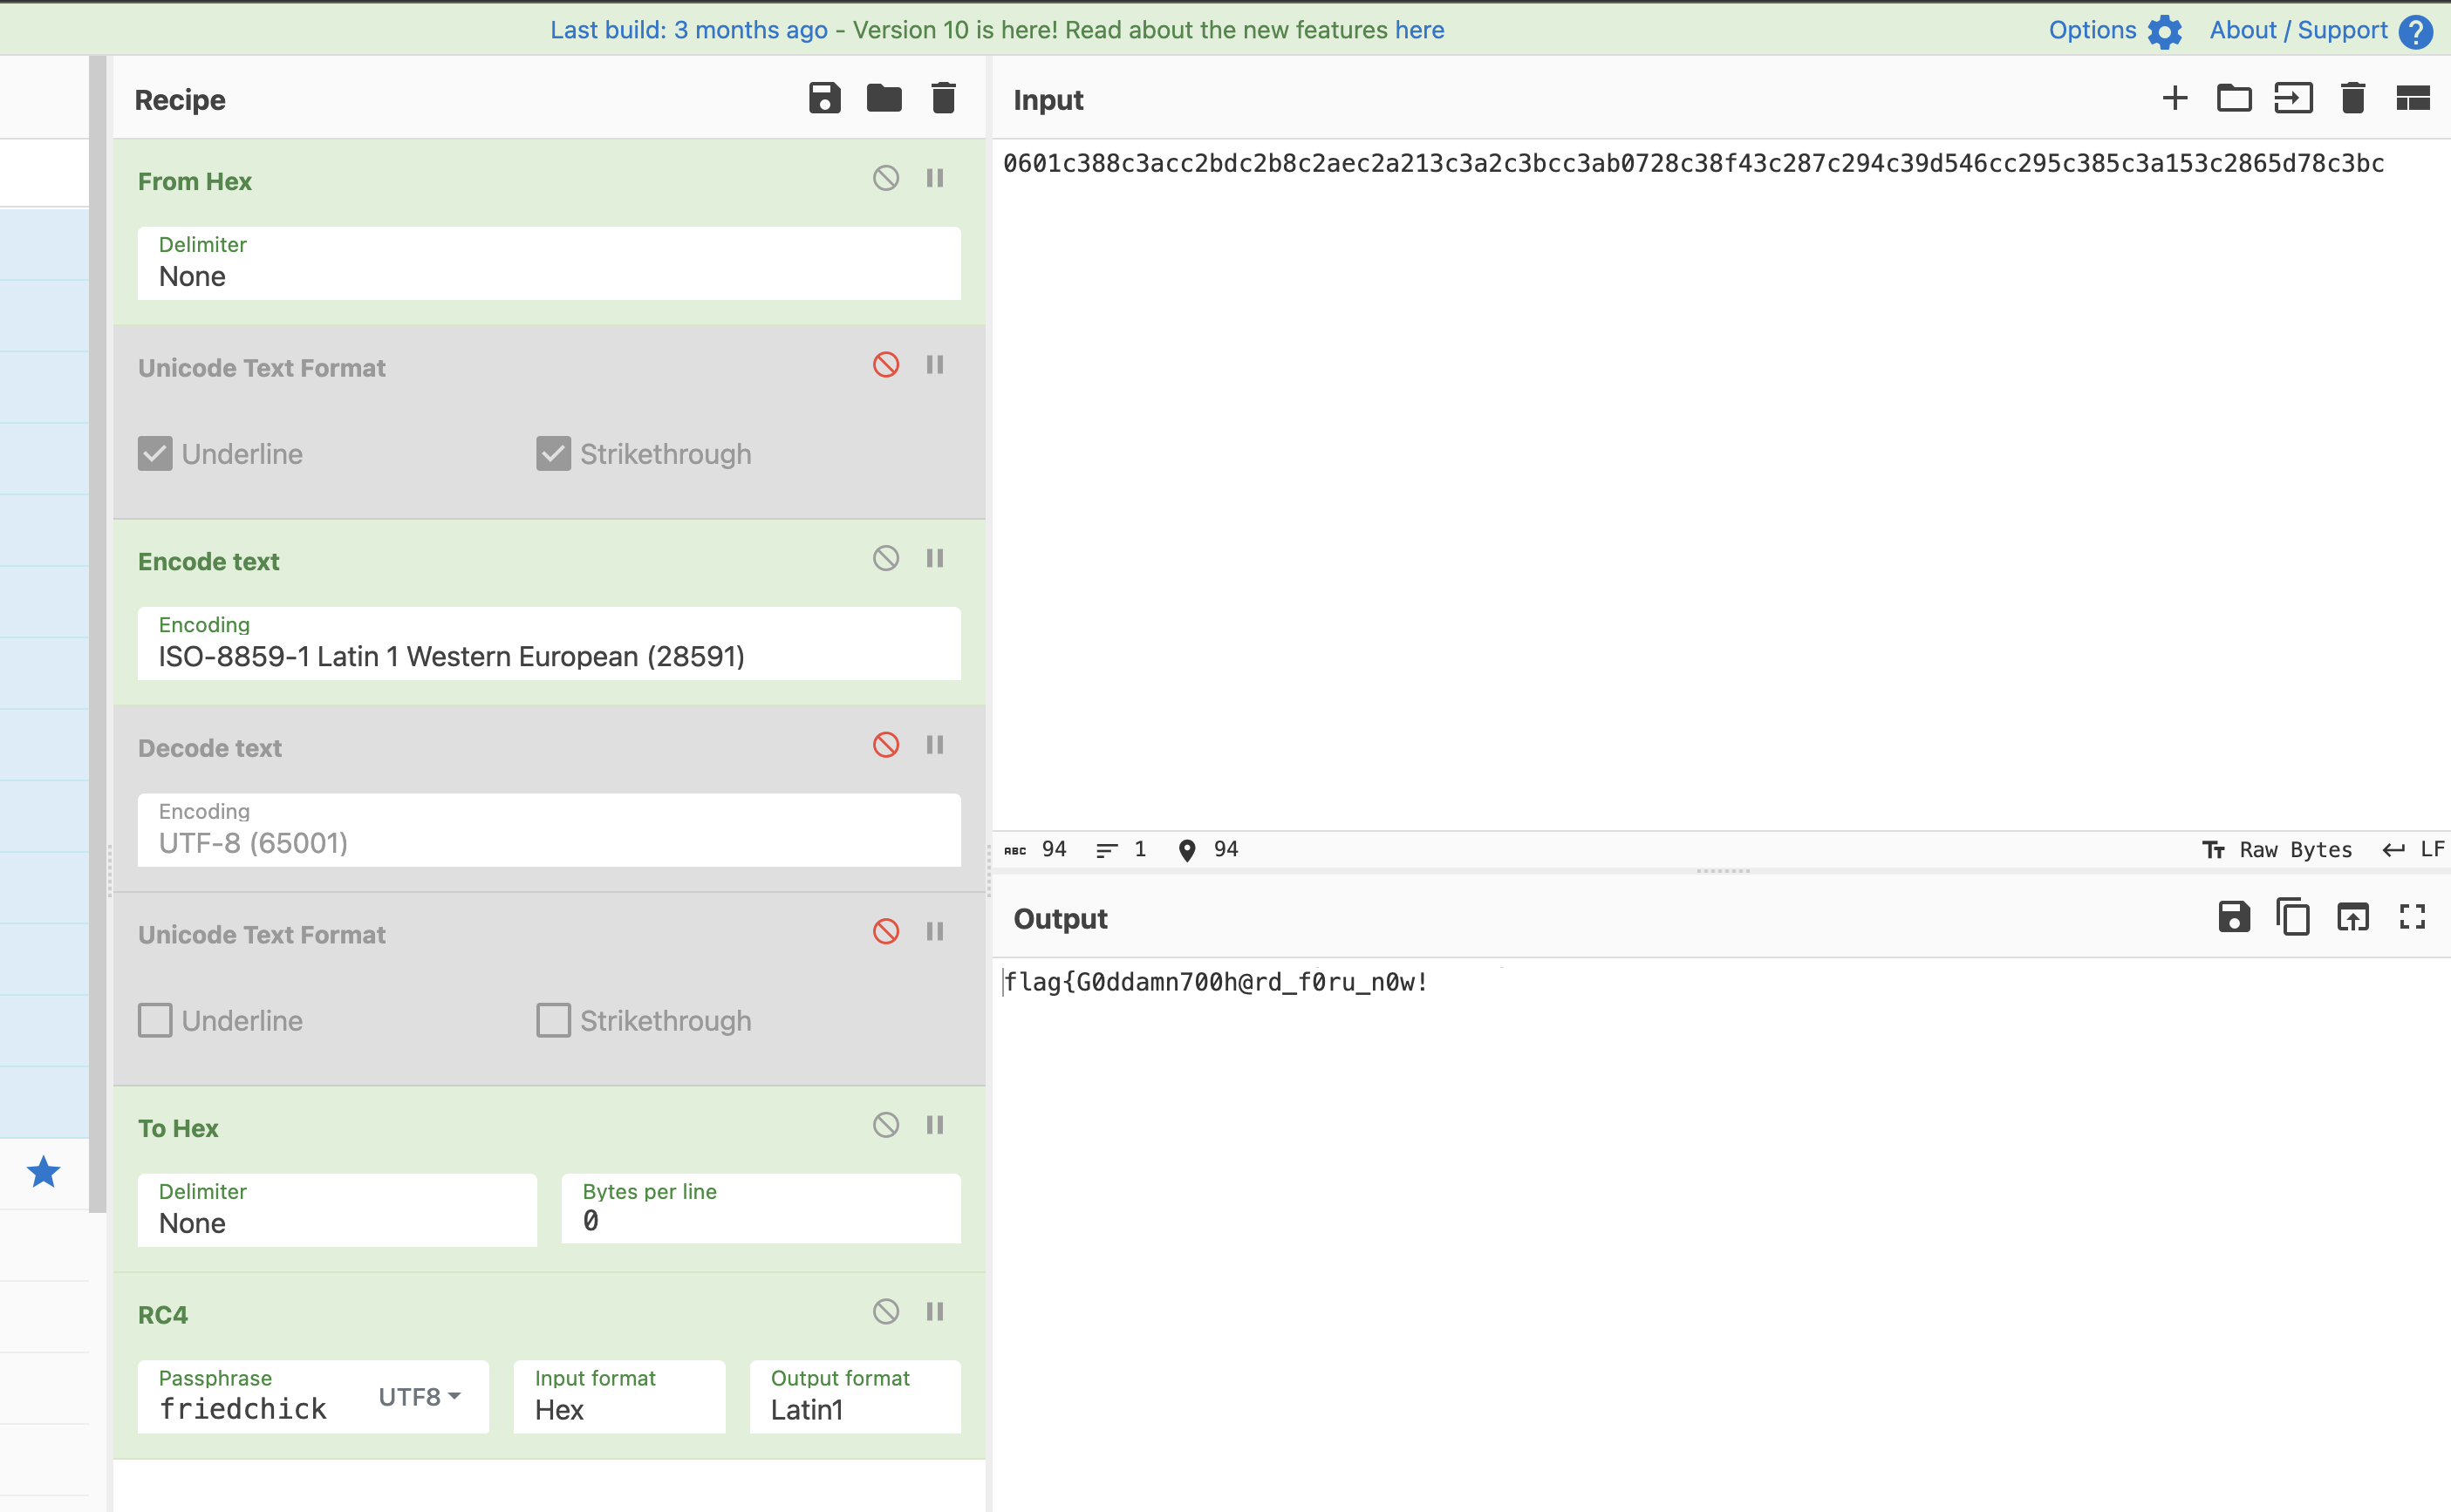 Last build: 3 months ago - Version 10 is here! Read about the new features here
Options
About / Support
Recipe
From Hex
Delimiter
None
Unicode Text Format
Underline
Strikethrough
Encode text
Encoding
ISO-8859-1 Latin 1 Western European (28591)
Decode text
Encoding
UTF-8 (65001)
Unicode Text Format
Underline
Strikethrough
To Hex
Delimiter
None
Bytes per line
0
RC4
Passphrase
friedchick
UTF8
Input format
Hex
Output format
Latin1
Input
0601c388c3acc2bdc2b8c2aec2a213c3a2c3bcc3ab0728c38f43c287c294c39d546cc295c385c3a153c2865d78c3bc
ABC 94
1
94
Raw Bytes
LF
Output
flag{G0ddamn700h@rd_f0ru_n0w!